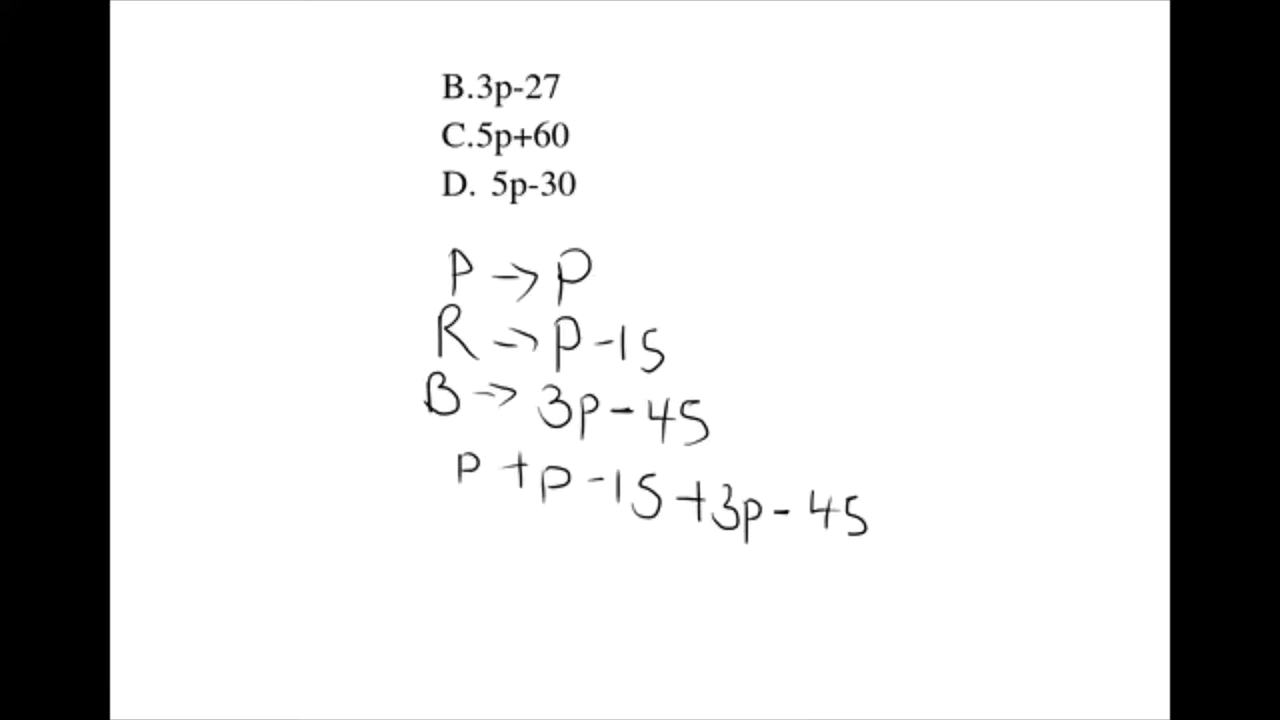 B.3p-27
C.5p+60
D. 5p-30
P → P
R → P - 15
B → 3p - 45
P + p - 15 + 3p - 45